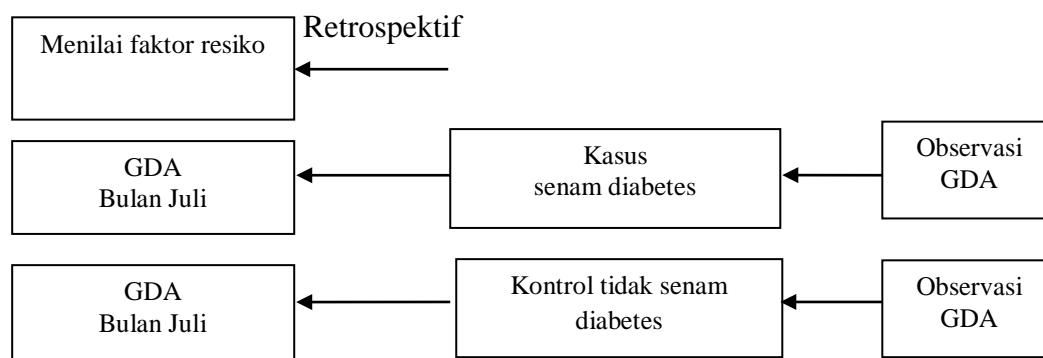 Menilai faktor resiko
Retrospektif
GDA
Bulan Juli
Kasus
senam diabetes
Observasi
GDA
GDA
Bulan Juli
Kontrol tidak senam
diabetes
Observasi
GDA